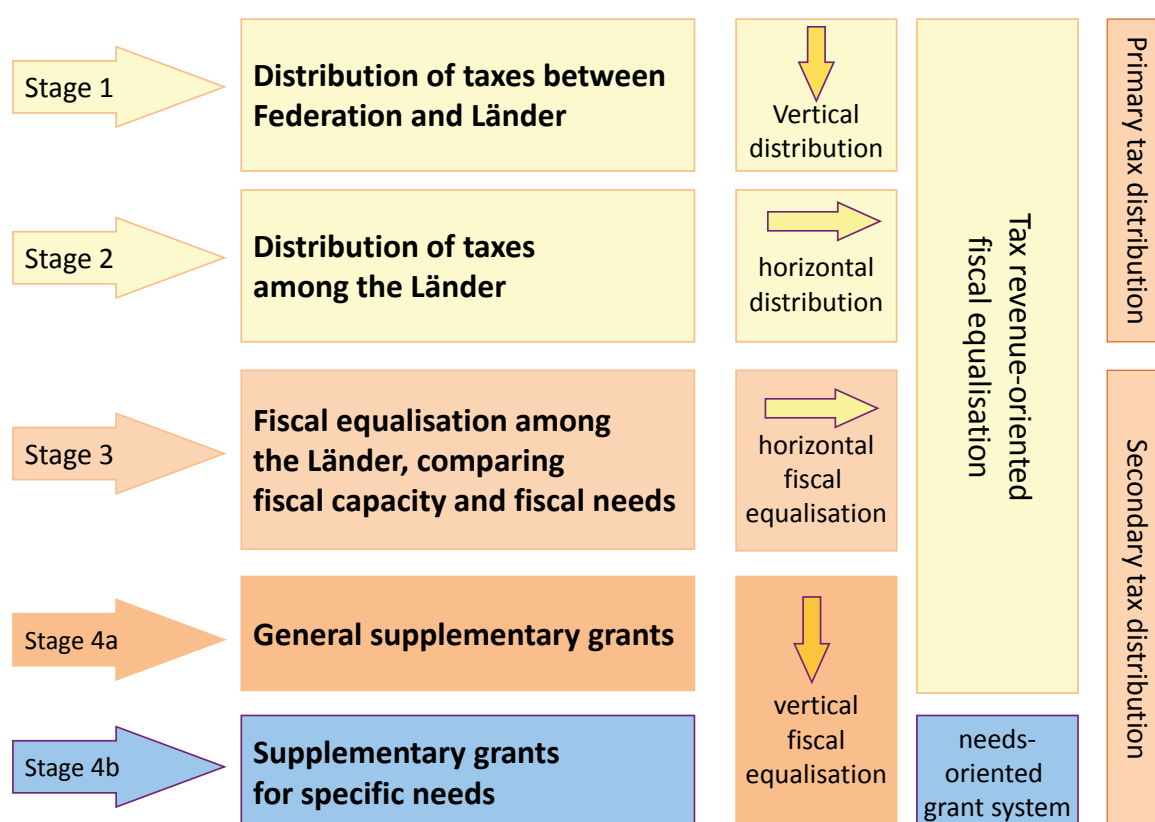 Stage 1
Distribution of taxes between
Federation and Länder
Vertical
distribution
Stage 2
Distribution of taxes
among the Länder
horizontal
distribution
Stage 3
Fiscal equalisation among
the Länder, comparing
fiscal capacity and fiscal needs
horizontal
fiscal
equalisation
Stage 4a
General supplementary grants
vertical
fiscal
equalisation
Stage 4b
Supplementary grants
for specific needs
Tax revenue-oriented
fiscal equalisation
needs-
oriented
grant system
Primary tax distribution
Secondary tax distribution